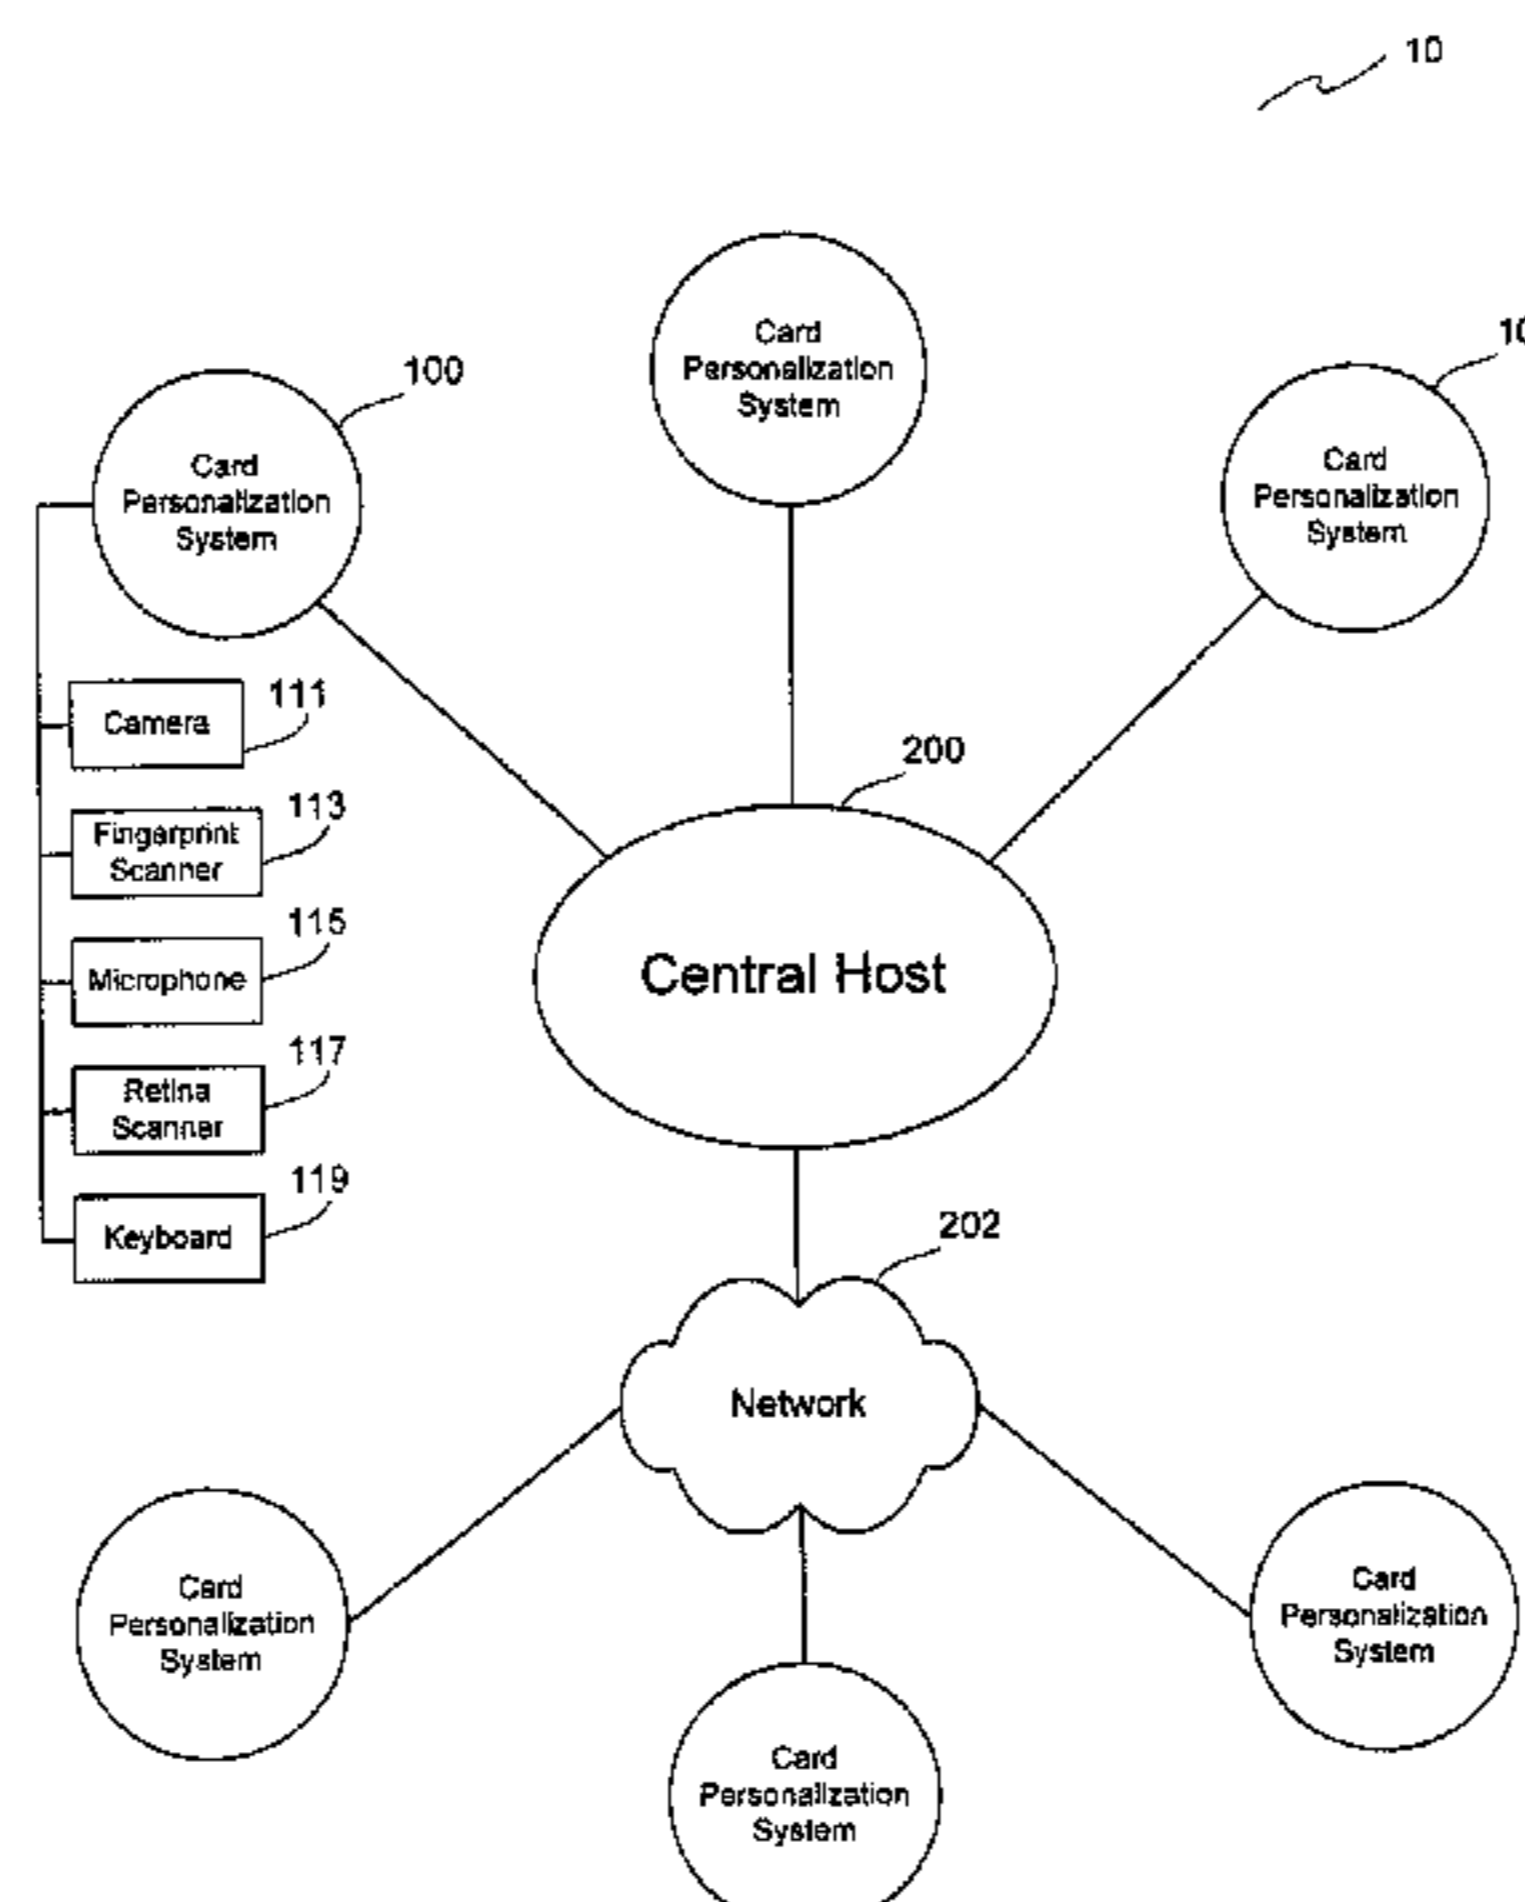 10
Card
Personalization
System
100
Card
Personalization
System
10
Card
Personalization
System
111
Camera
113
Fingerprint
Scanner
115
Microphone
117
Retina
Scanner
119
Keyboard
200
Central Host
202
Network
Card
Personalization
System
Card
Personalization
System
Card
Personalization
System